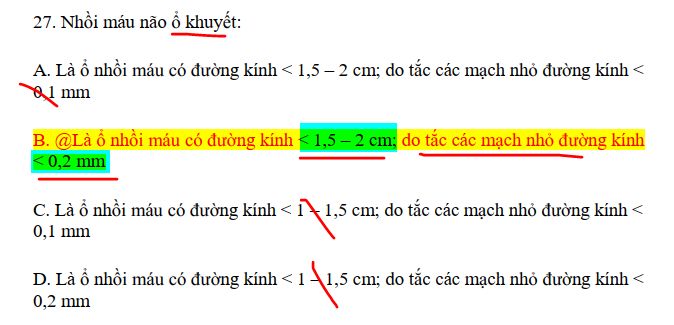 27. Nhồi máu não ổ khuyết:
A. Là ổ nhồi máu có đường kính < 1,5 – 2 cm; do tắc các mạch nhỏ đường kính <
0,1 mm
B. @Là ổ nhồi máu có đường kính < 1,5 – 2 cm; do tắc các mạch nhỏ đường kính
< 0,2 mm
C. Là ổ nhồi máu có đường kính < 1 – 1,5 cm; do tắc các mạch nhỏ đường kính <
0,1 mm
D. Là ổ nhồi máu có đường kính < 1 – 1,5 cm; do tắc các mạch nhỏ đường kính <
0,2 mm